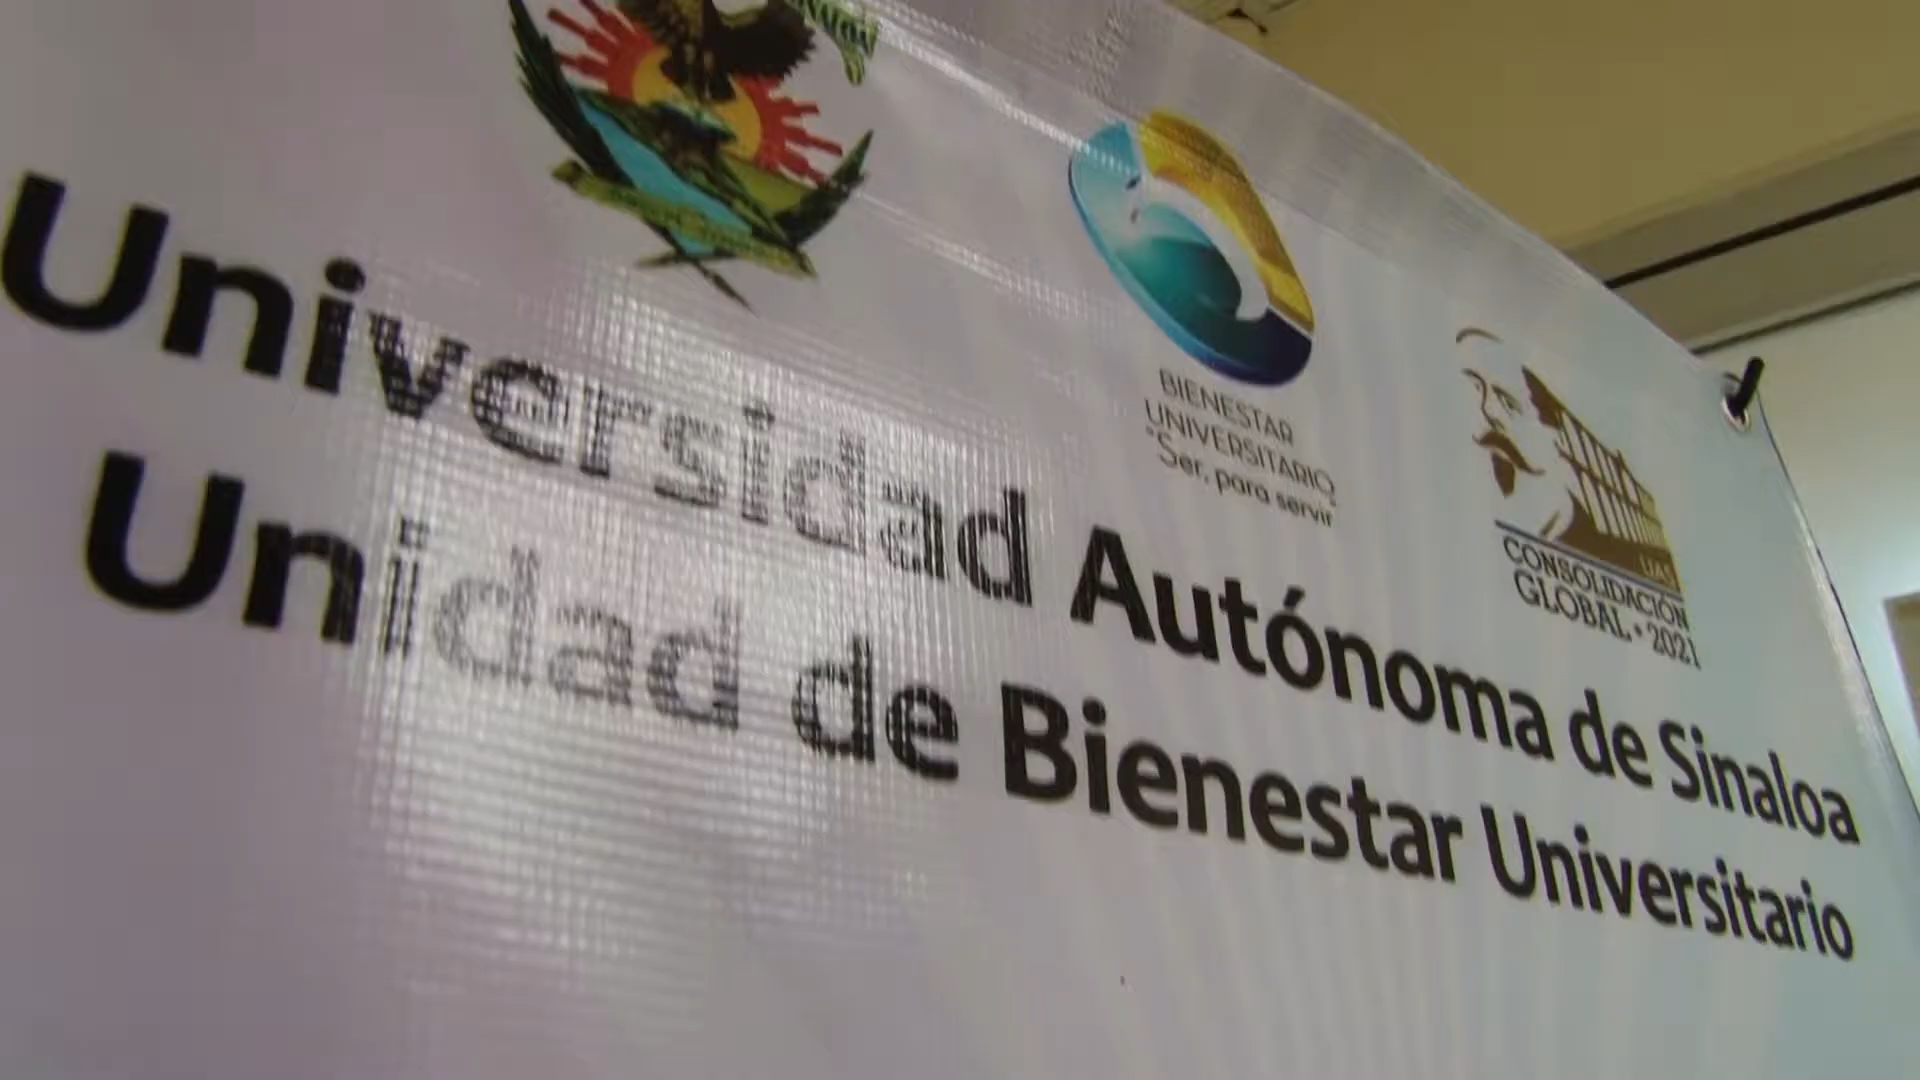 BIENESTAR
UNIVERSITARIO
"Ser, para servir
UAS
CONSOLIDACIÓN
GLOBAL • 2021
Universidad Autónoma de Sinaloa
Unidad de Bienestar Universitario